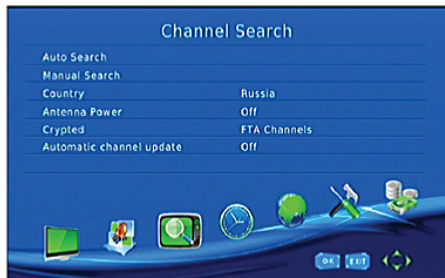 Channel Search
Auto Search
Manual Search
Country Russia
Antenna Power Off
Crypted FTA Channels
Automatic channel update Off
OK EXIT